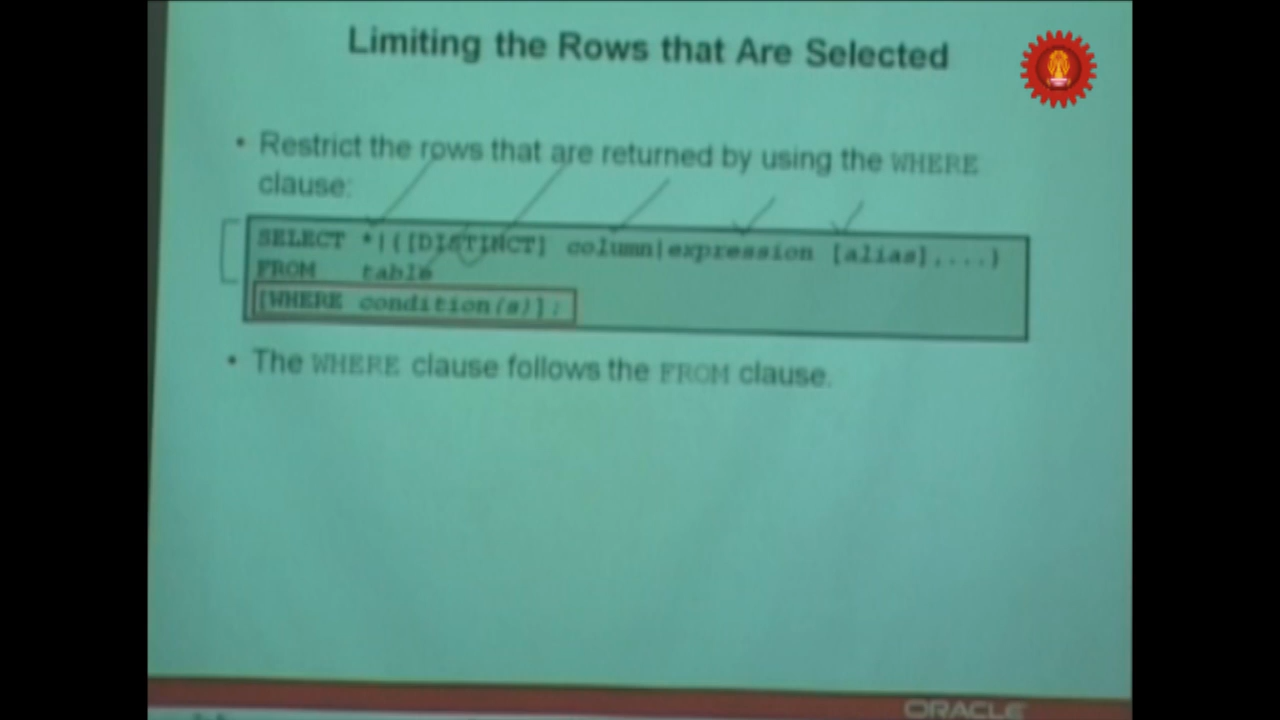 Limiting the Rows that Are Selected
• Restrict the rows that are returned by using the WHERE
clause:
SELECT *|{[DISTINCT] column|expression [alias],...}
FROM table
[WHERE condition(s)];
• The WHERE clause follows the FROM clause.
ORACLE